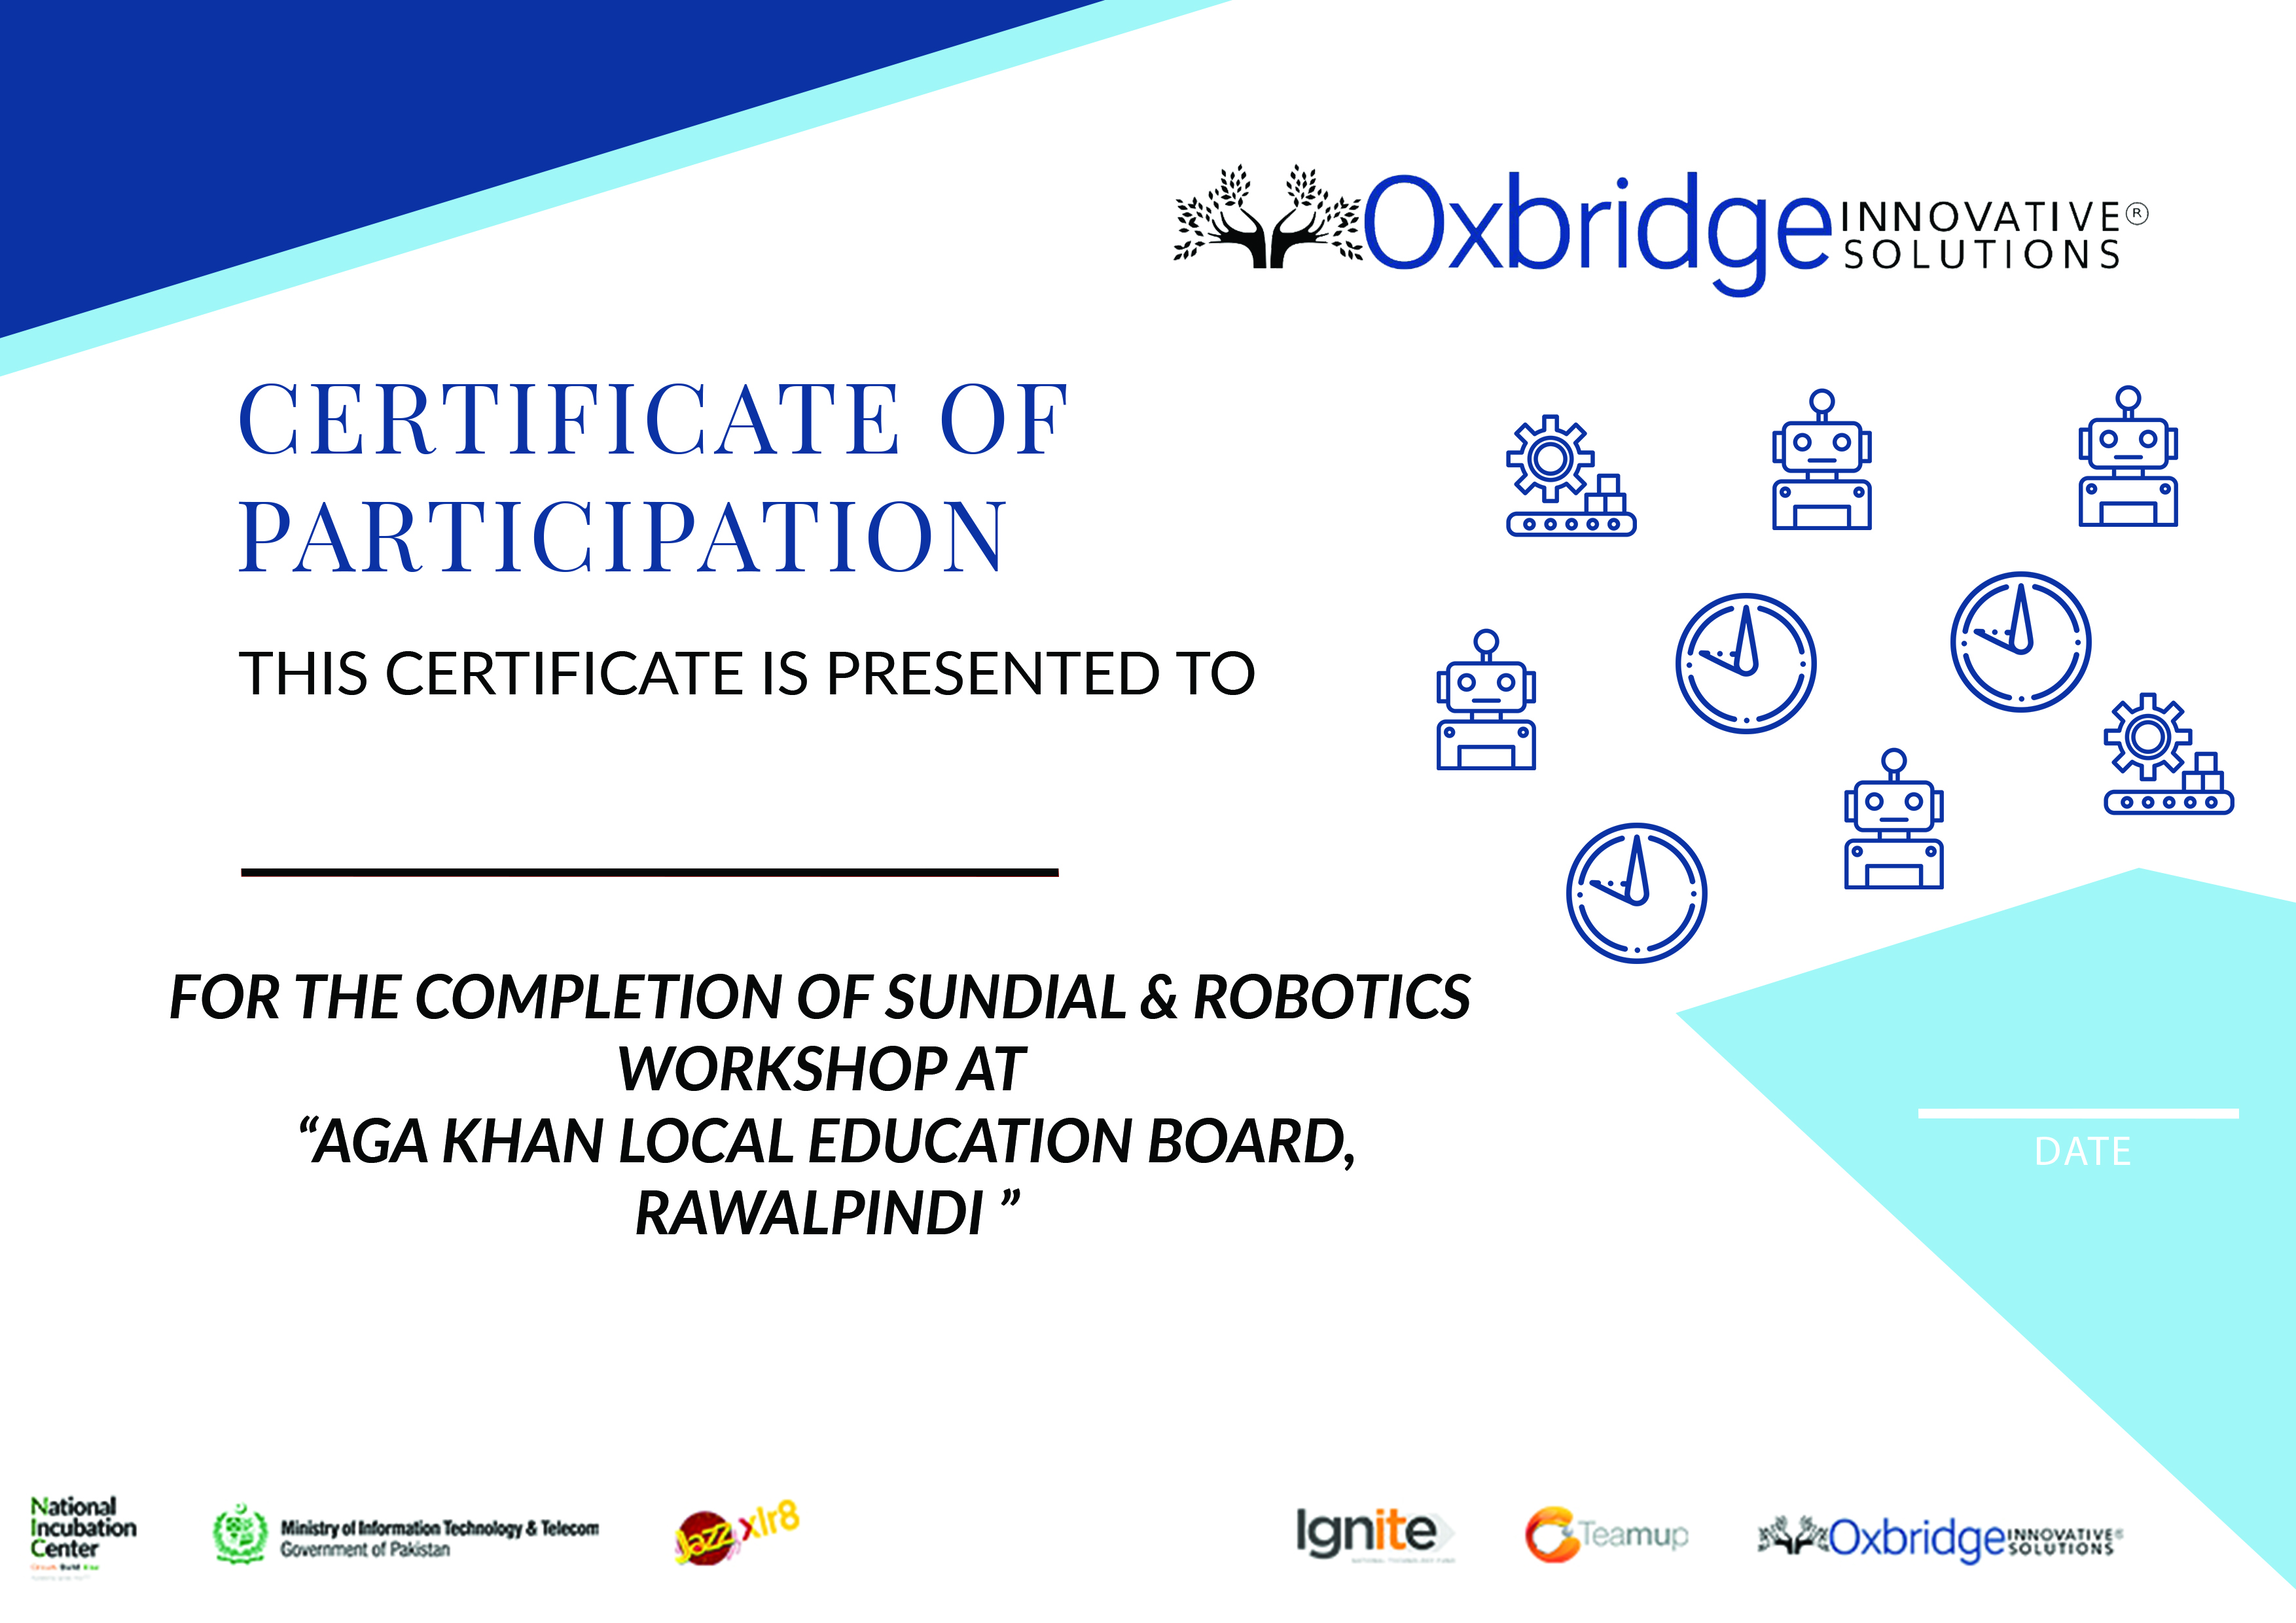 Oxbridge INNOVATIVE®
SOLUTIONS
CERTIFICATE OF
PARTICIPATION
THIS CERTIFICATE IS PRESENTED TO
FOR THE COMPLETION OF SUNDIAL & ROBOTICS
WORKSHOP AT
“AGA KHAN LOCAL EDUCATION BOARD,
RAWALPINDI ”
DATE
National
Incubation
Center
Ministry of Information Technology & Telecom
Government of Pakistan
Jazz xlr8
Ignite
Teamup
Oxbridge INNOVATIVE®
SOLUTIONS